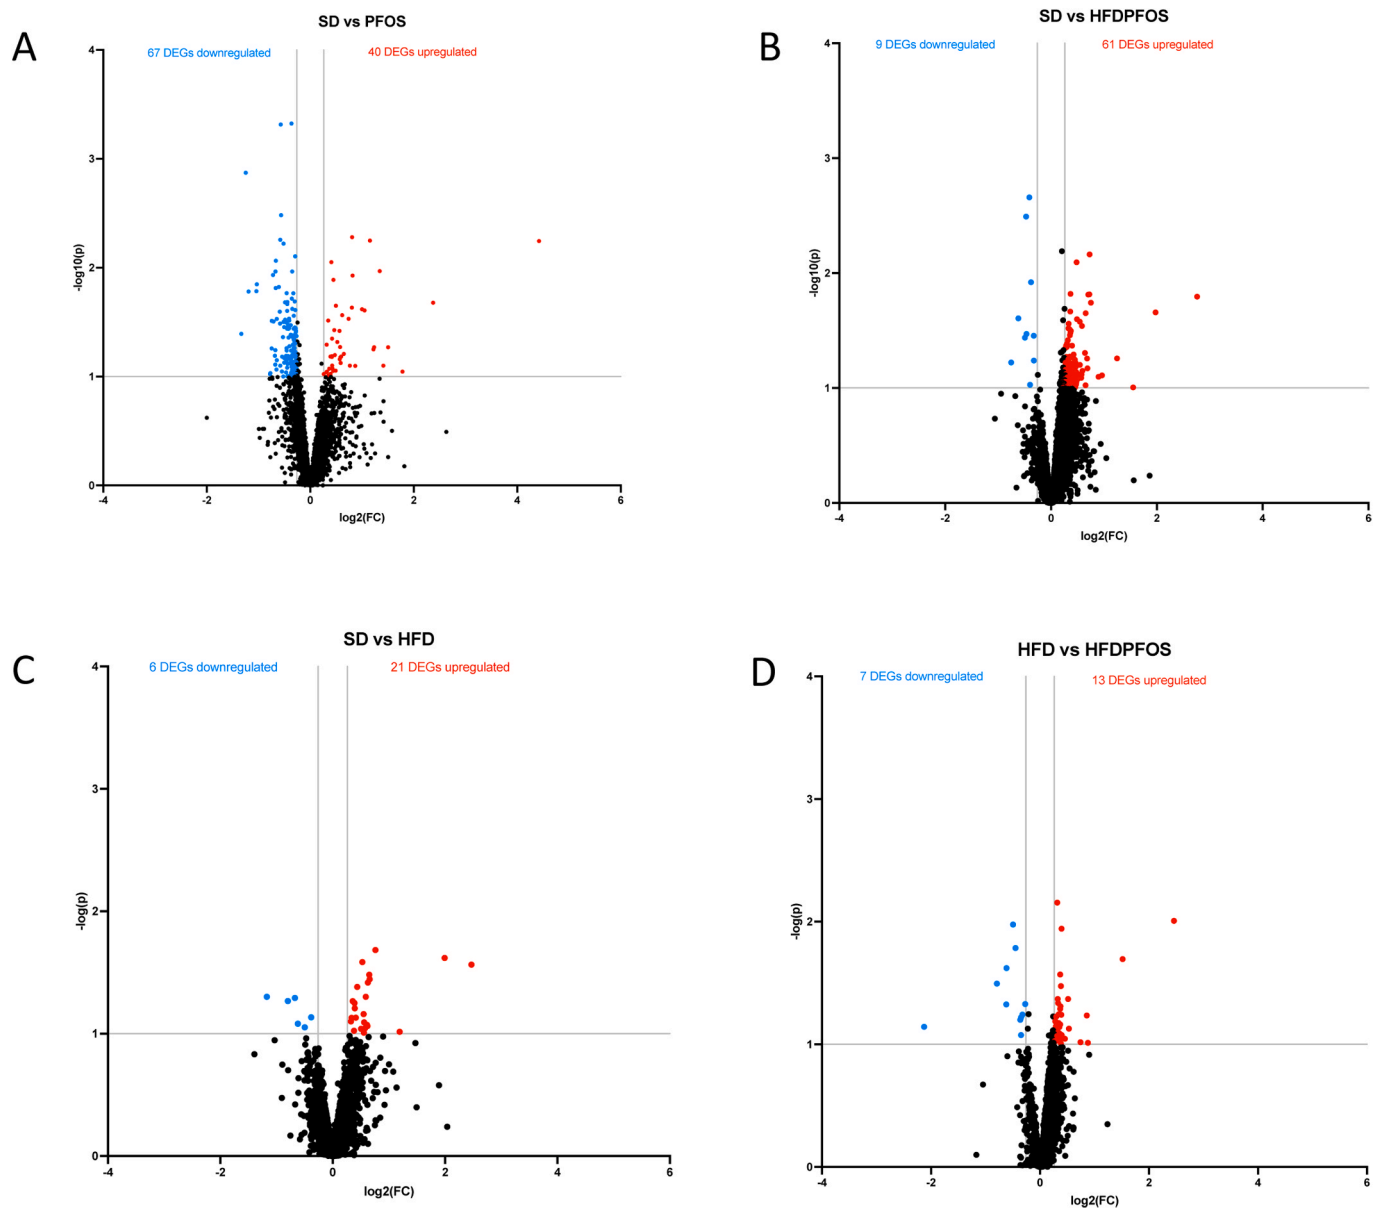 A
SD vs PFOS
67 DEGs downregulated
40 DEGs upregulated
4
3
2
1
0
-log10(p)
-4
-2
0
2
4
6
log2(FC)
B
SD vs HFDPFOS
9 DEGs downregulated
61 DEGs upregulated
4
3
2
1
0
-log10(p)
-4
-2
0
2
4
6
log2(FC)
C
SD vs HFD
6 DEGs downregulated
21 DEGs upregulated
4
3
2
1
0
-log(p)
-4
-2
0
2
4
6
log2(FC)
D
HFD vs HFDPFOS
7 DEGs downregulated
13 DEGs upregulated
4
3
2
1
0
-log(p)
-4
-2
0
2
4
6
log2(FC)